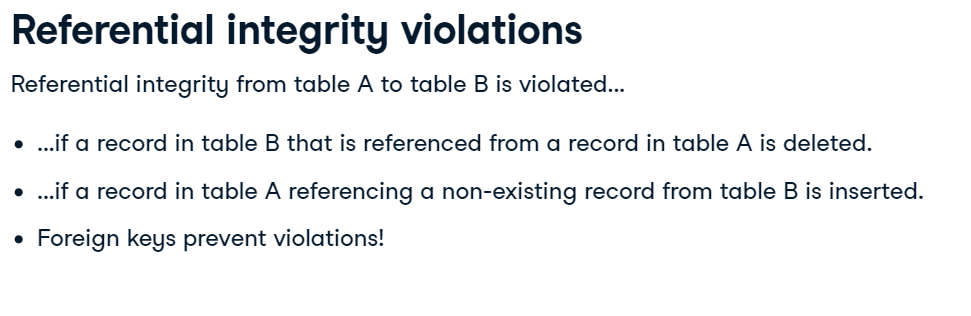 Referential integrity violations
Referential integrity from table A to table B is violated...
• ...if a record in table B that is referenced from a record in table A is deleted.
• ...if a record in table A referencing a non-existing record from table B is inserted.
• Foreign keys prevent violations!